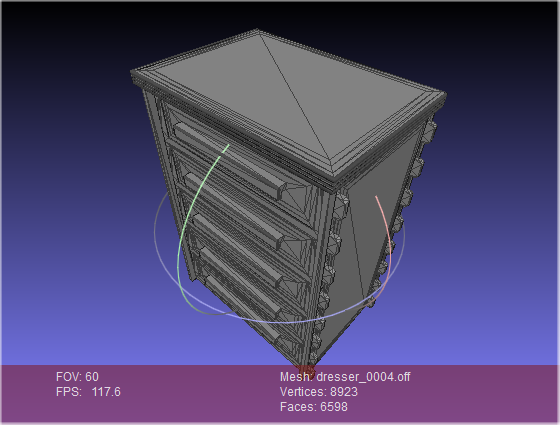 FOV: 60
FPS: 117.6
Mesh: dresser_0004.off
Vertices: 8923
Faces: 6598